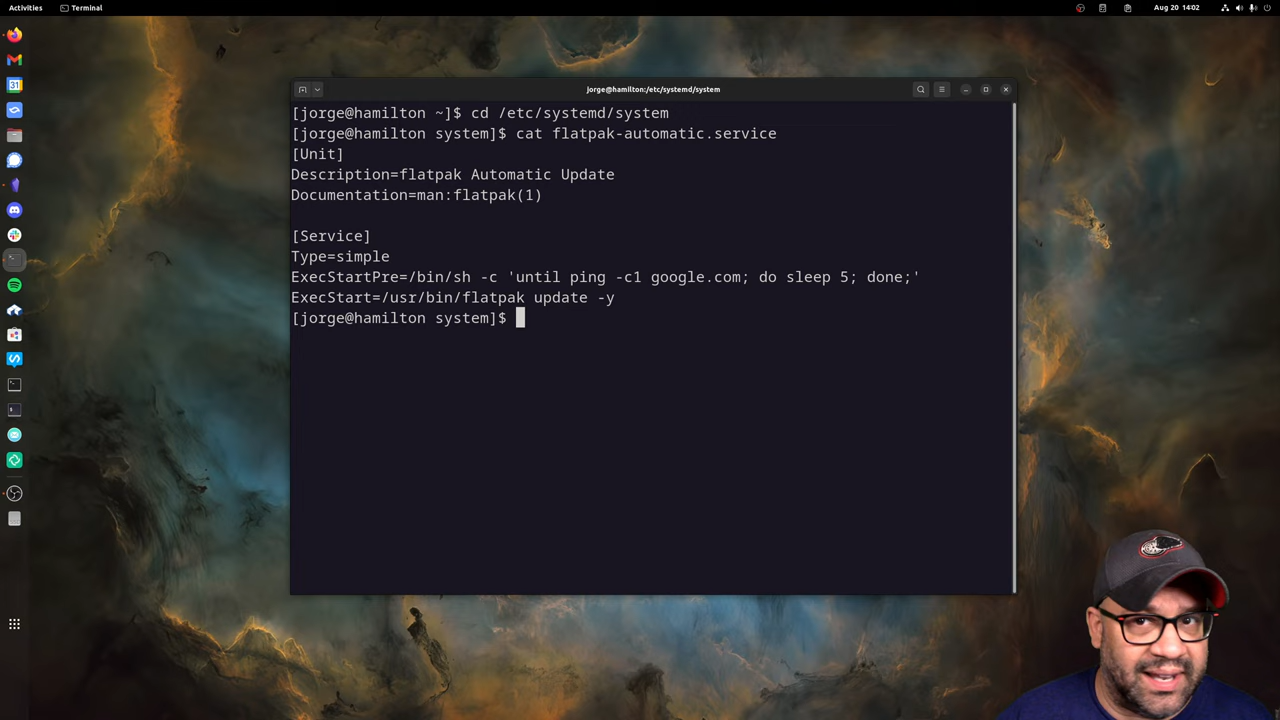 Activities
Terminal
Aug 20 14:02
31
jorge@hamilton:/etc/systemd/system
[jorge@hamilton ~]$ cd /etc/systemd/system
[jorge@hamilton system]$ cat flatpak-automatic.service
[Unit]
Description=flatpak Automatic Update
Documentation=man:flatpak(1)
[Service]
Type=simple
ExecStartPre=/bin/sh -c 'until ping -c1 google.com; do sleep 5; done;'
ExecStart=/usr/bin/flatpak update -y
[jorge@hamilton system]$